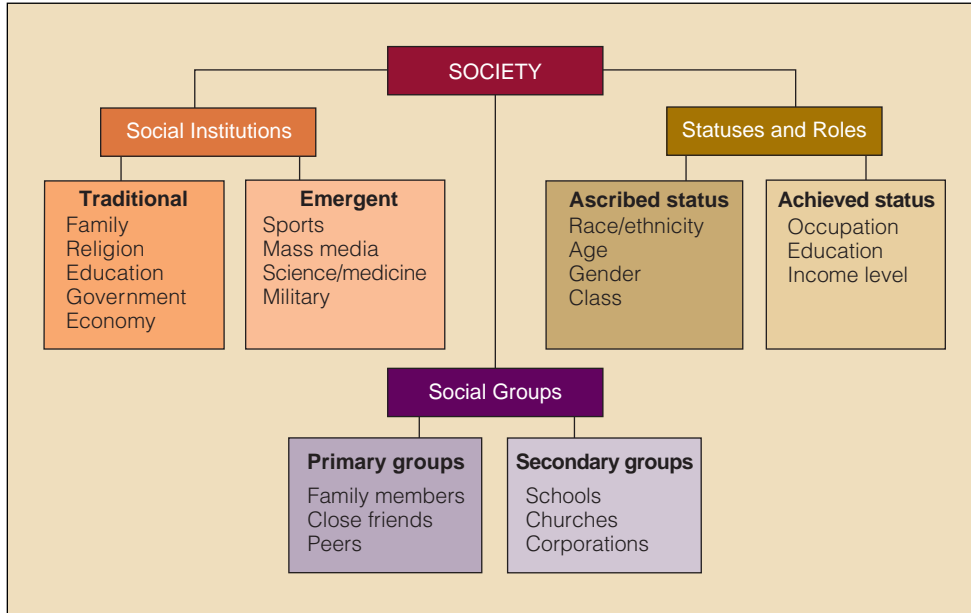 SOCIETY
Social Institutions
Traditional
Family
Religion
Education
Government
Economy
Emergent
Sports
Mass media
Science/medicine
Military
Statuses and Roles
Ascribed status
Race/ethnicity
Age
Gender
Class
Achieved status
Occupation
Education
Income level
Social Groups
Primary groups
Family members
Close friends
Peers
Secondary groups
Schools
Churches
Corporations